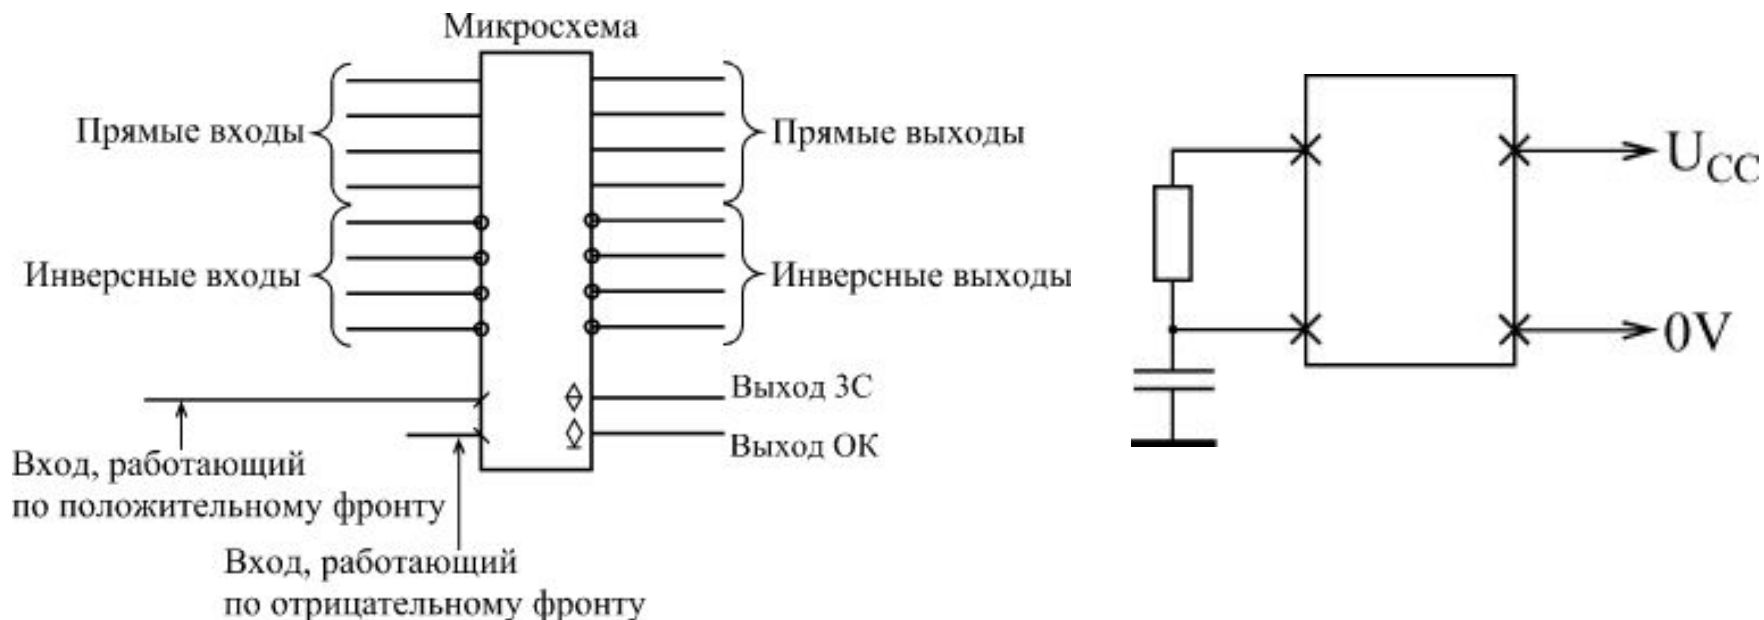 Микросхема
Прямые входы
Прямые выходы
Инверсные входы
Инверсные выходы
Выход 3С
Выход ОК
Вход, работающий
по положительному фронту
Вход, работающий
по отрицательному фронту
UCC
0V